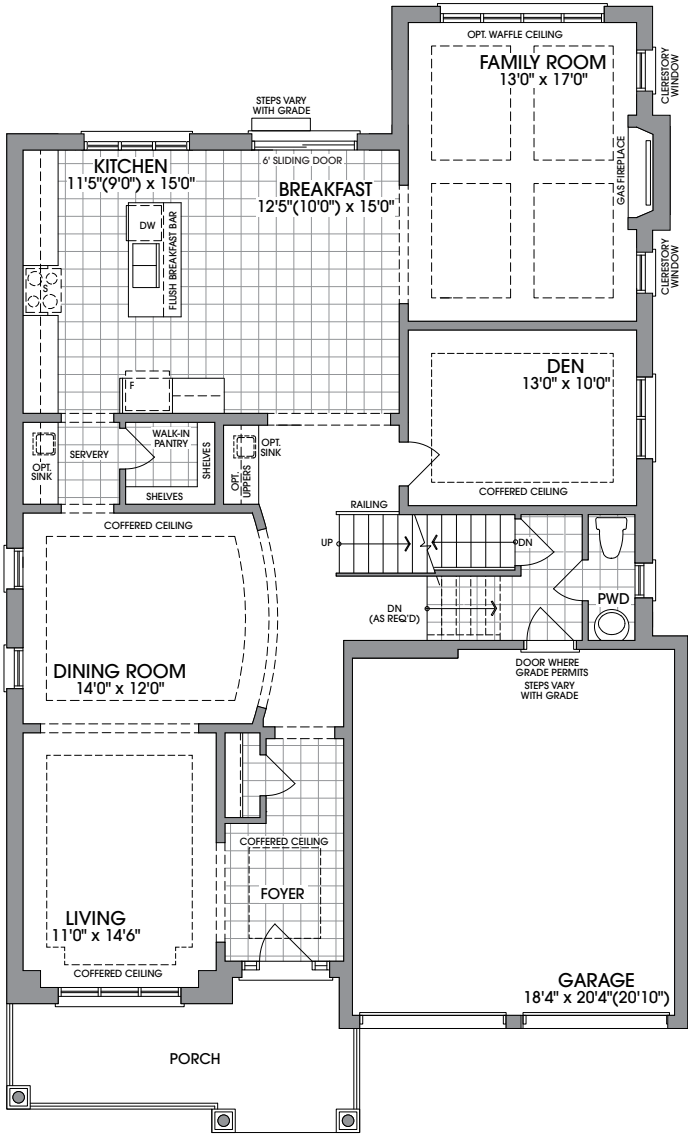 OPT. WAFFLE CEILING
FAMILY ROOM
13'0" x 17'0"
CLERESTORY
WINDOW
STEPS VARY
WITH GRADE
6' SLIDING DOOR
KITCHEN
11'5"(9'0") x 15'0"
BREAKFAST
12'5"(10'0") x 15'0"
GAS FIREPLACE
DW
FLUSH BREAKFAST BAR
S
CLERESTORY
WINDOW
F
DEN
13'0" x 10'0"
COFFERED CEILING
OPT.
SINK
SERVERY
WALK-IN
PANTRY
SHELVES
SHELVES
OPT.
SINK
OPT.
UPPERS
RAILING
UP
DN
COFFERED CEILING
DN
(AS REQ'D)
PWD
DINING ROOM
14'0" x 12'0"
DOOR WHERE
GRADE PERMITS
STEPS VARY
WITH GRADE
COFFERED CEILING
FOYER
LIVING
11'0" x 14'6"
COFFERED CEILING
GARAGE
18'4" x 20'4"(20'10")
PORCH